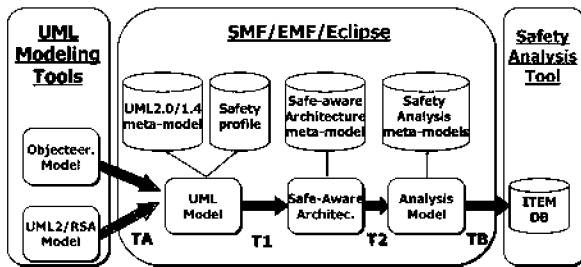 UML
Modeling
Tools
SMF/EMF/Eclipse
Safety
Analysis
Tool
UML2.0/1.4
meta-model
Safety
profile
Safe-aware
Architecture
meta-model
Safety
Analysis
meta-models
Objecteer.
Model
UML2/RSA
Model
UML
Model
Safe-Aware
Architec.
Analysis
Model
ITEM
DB
TA
T1
T2
TB